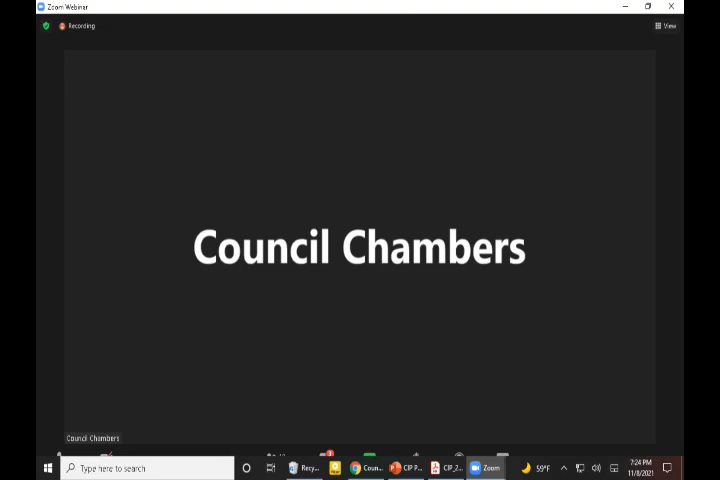 Zoom Webinar
Recording
View
Council Chambers
Council Chambers
Type here to search
Recy...
Coun...
CIP P...
CIP_2...
Zoom
59°F
7:24 PM
11/8/2021